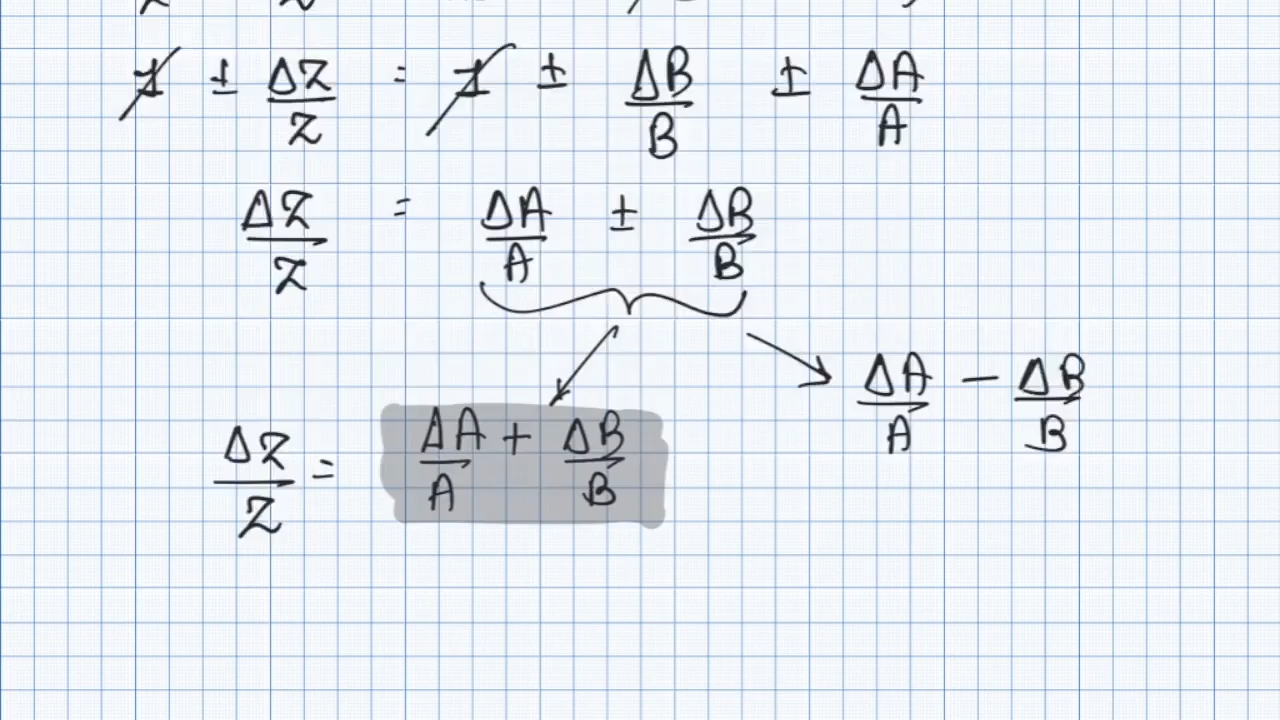 1 ± ΔZ/Z = 1 ± ΔB/B ± ΔA/A
ΔZ/Z = ΔA/A ± ΔB/B
ΔA/A − ΔB/B
ΔZ/Z = ΔA/A + ΔB/B